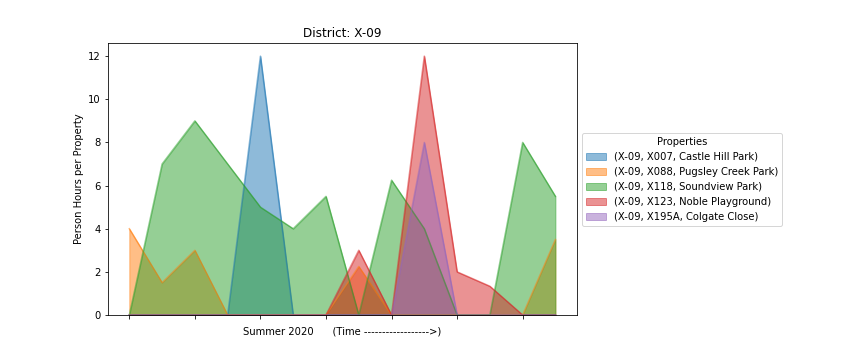 District: X-09
Person Hours per Property
12
10
8
6
4
2
0
Summer 2020 (Time ------------------>)
Properties
(X-09, X007, Castle Hill Park)
(X-09, X088, Pugsley Creek Park)
(X-09, X118, Soundview Park)
(X-09, X123, Noble Playground)
(X-09, X195A, Colgate Close)